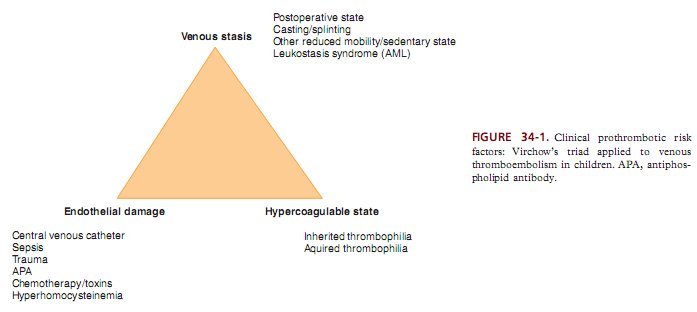 Venous stasis
Postoperative state
Casting/splinting
Other reduced mobility/sedentary state
Leukostasis syndrome (AML)
Endothelial damage
Central venous catheter
Sepsis
Trauma
APA
Chemotherapy/toxins
Hyperhomocysteinemia
Hypercoagulable state
Inherited thrombophilia
Aquired thrombophilia
FIGURE 34-1. Clinical prothrombotic risk
factors: Virchow's triad applied to venous
thromboembolism in children. APA, antiphos-
pholipid antibody.